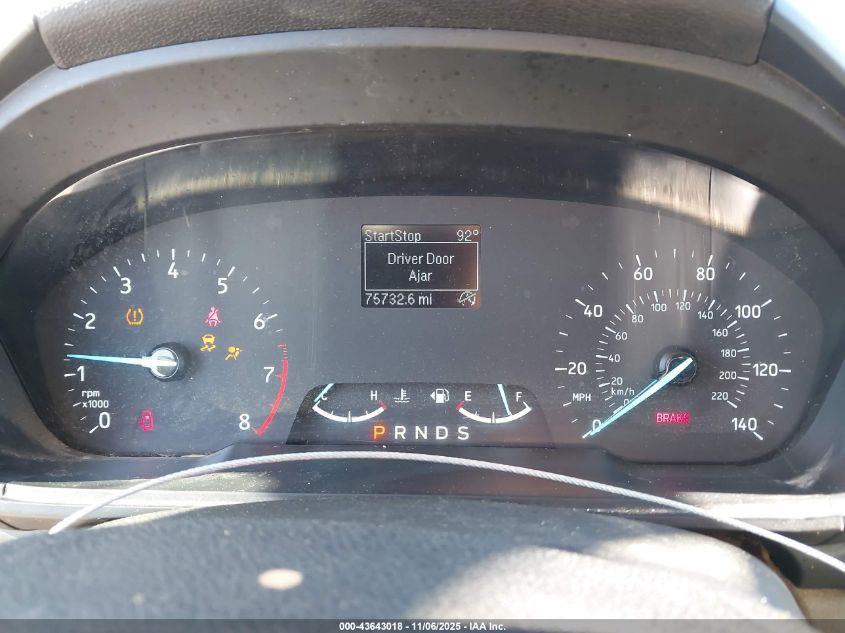 StartStop 92°
Driver Door
Ajar
75732.6 mi
0 1 2 3 4 5 6 7 8
rpm
x1000
C H E F
P R N D S
0 20 40 60 80 100 120 140
MPH
0 20 40 60 80 100 120 140 160 180 200 220
km/h
BRAKE
000-43643018 - 11/06/2025 - IAA Inc.